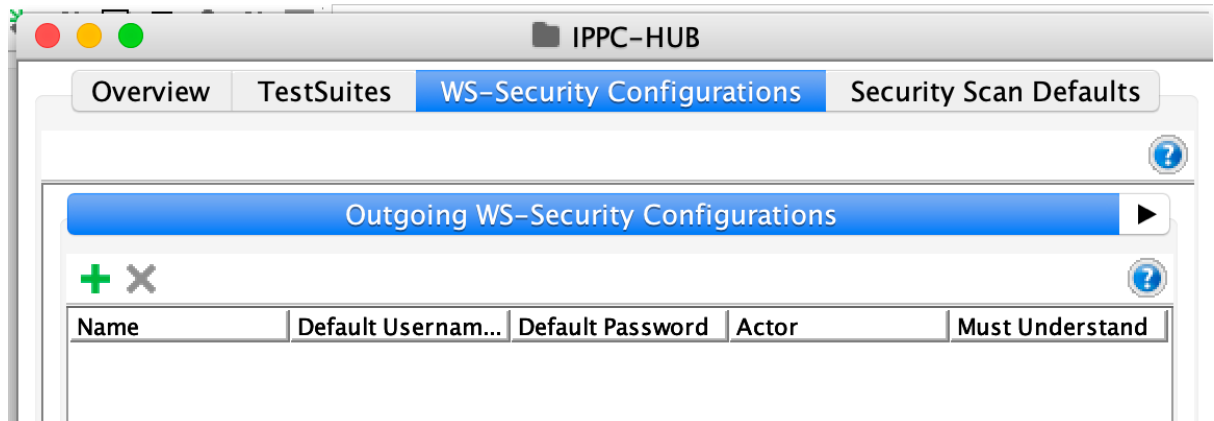 IPPC-HUB
Overview TestSuites WS-Security Configurations Security Scan Defaults
?
Outgoing WS-Security Configurations
?
Name Default Usernam... Default Password Actor Must Understand